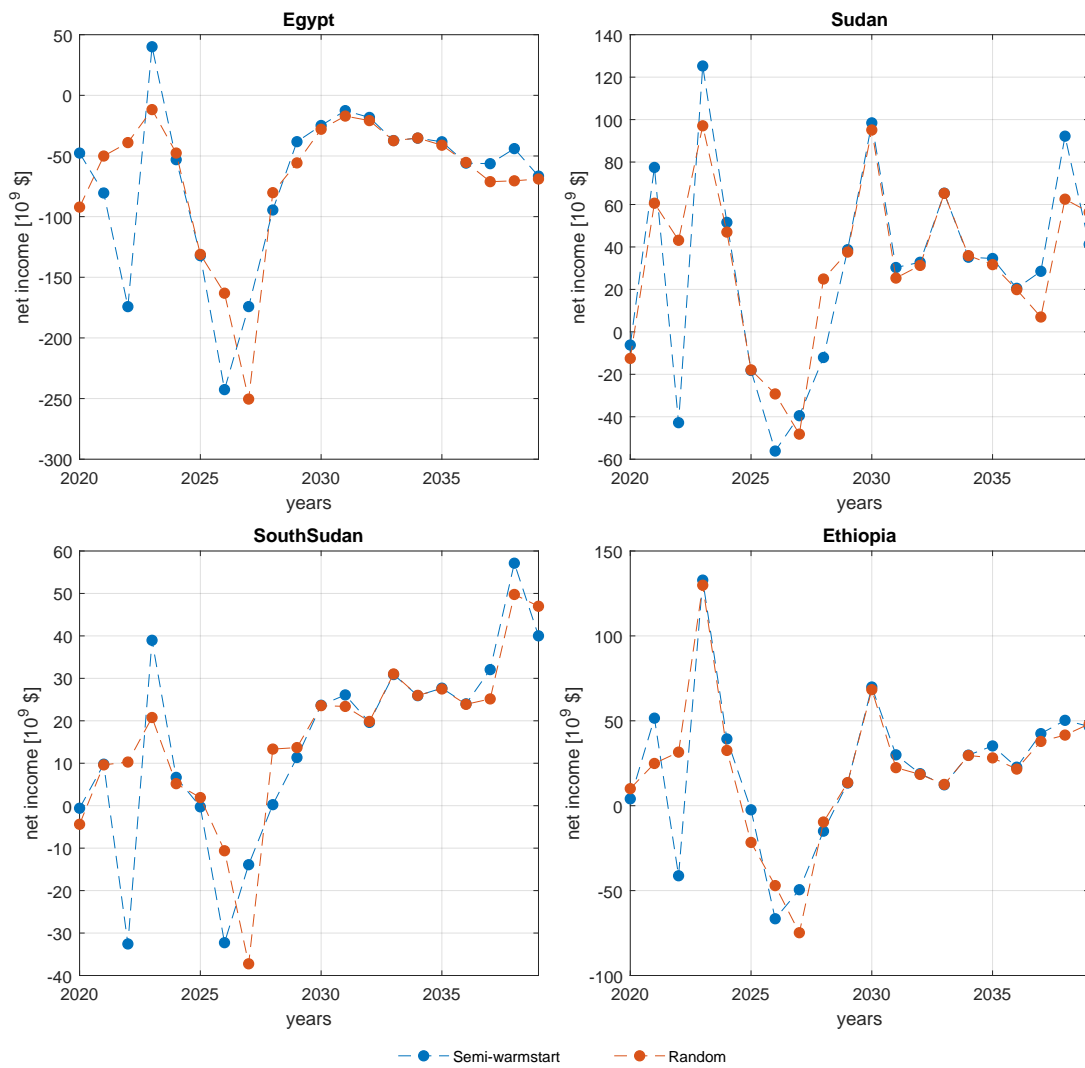 Egypt
50
0
-50
-100
-150
-200
-250
-300
net income [10^9 $]
2020 2025 2030 2035
years
Sudan
140
120
100
80
60
40
20
0
-20
-40
-60
net income [10^9 $]
2020 2025 2030 2035
years
SouthSudan
60
50
40
30
20
10
0
-10
-20
-30
-40
net income [10^9 $]
2020 2025 2030 2035
years
Ethiopia
150
100
50
0
-50
-100
net income [10^9 $]
2020 2025 2030 2035
years
Semi-warmstart Random